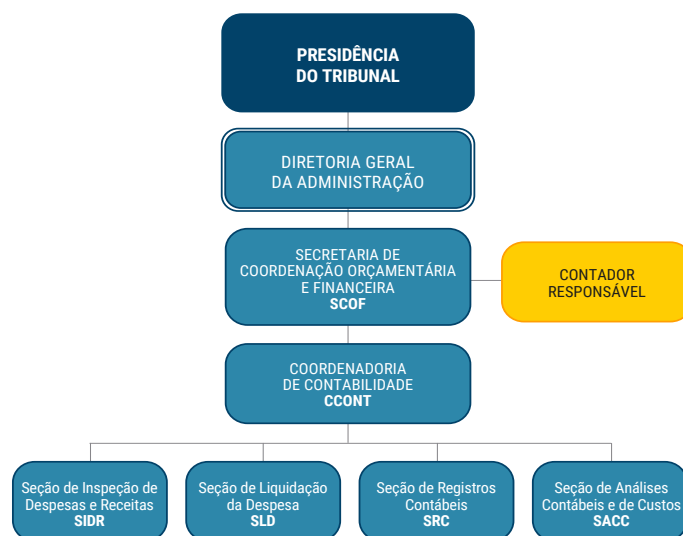 PRESIDÊNCIA
DO TRIBUNAL
DIRETORIA GERAL
DA ADMINISTRAÇÃO
SECRETARIA DE
COORDENAÇÃO ORÇAMENTÁRIA
E FINANCEIRA
SCOF
CONTADOR
RESPONSÁVEL
COORDENADORIA
DE CONTABILIDADE
CCONT
Seção de Inspeção de
Despesas e Receitas
SIDR
Seção de Liquidação
da Despesa
SLD
Seção de Registros
Contábeis
SRC
Seção de Análises
Contábeis e de Custos
SACC